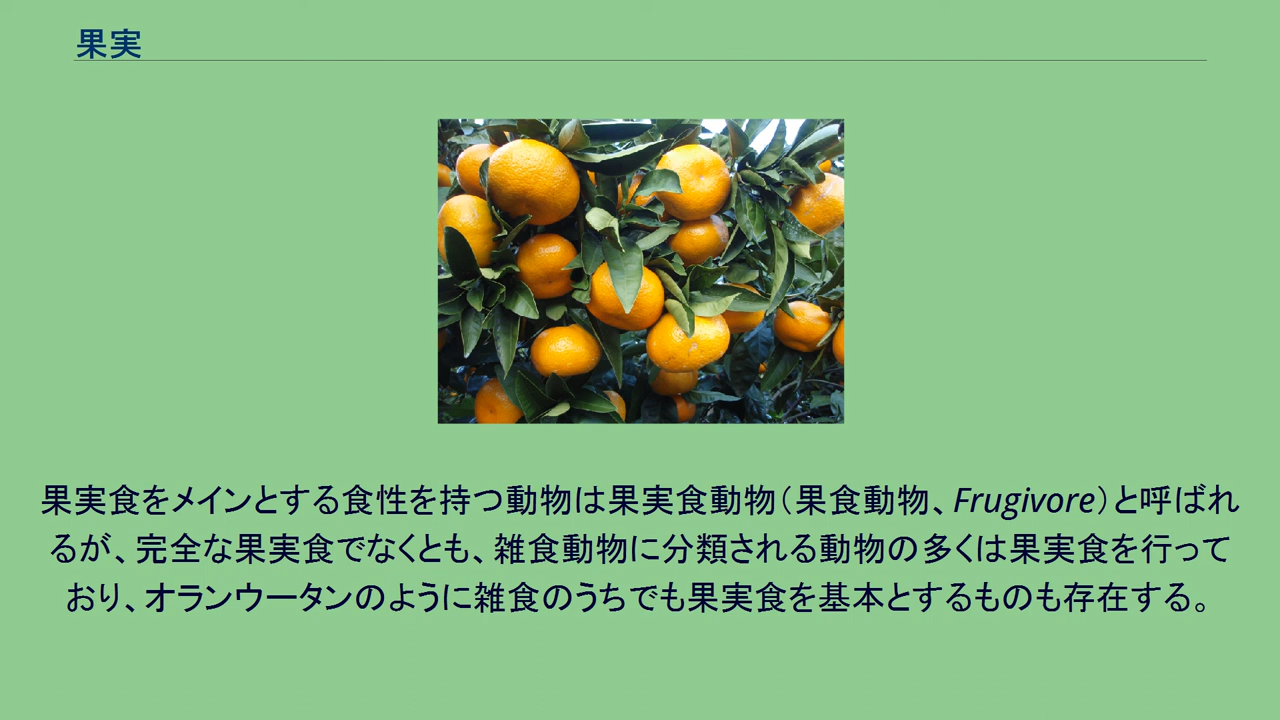 果実
果実食をメインとする食性を持つ動物は果実食動物（果食動物、Frugivore）と呼ばれ
るが、完全な果実食でなくとも、雑食動物に分類される動物の多くは果実食を行って
おり、オランウータンのように雑食のうちでも果実食を基本とするものも存在する。